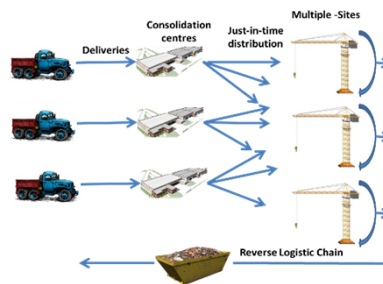 Multiple -Sites
Consolidation
centres
Just-in-time
distribution
Deliveries
Reverse Logistic Chain